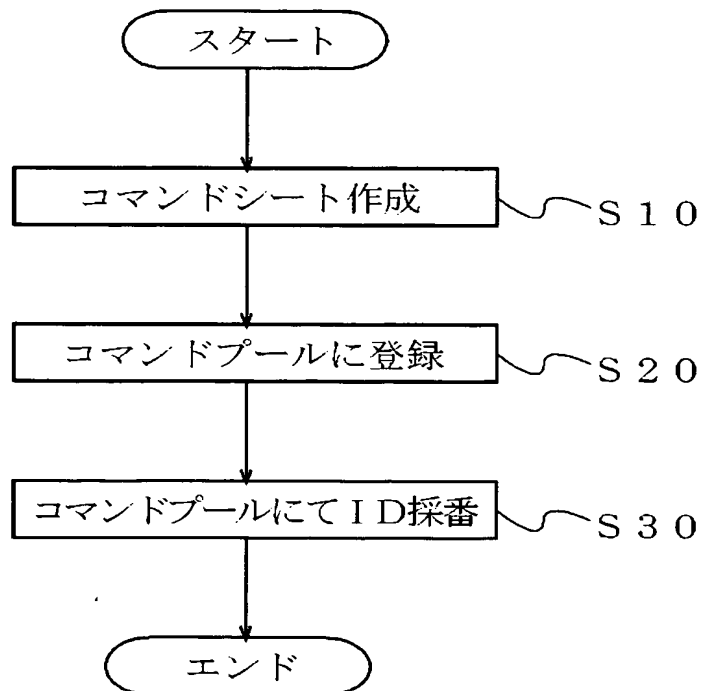 スタート
コマンドシート作成
S10
コマンドプールに登録
S20
コマンドプールにてID採番
S30
エンド